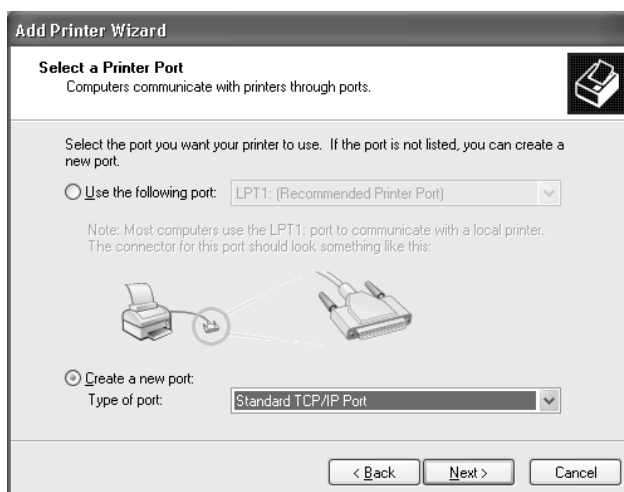 Add Printer Wizard
Select a Printer Port
Computers communicate with printers through ports.
Select the port you want your printer to use. If the port is not listed, you can create a
new port.
Use the following port: LPT1: (Recommended Printer Port)
Note: Most computers use the LPT1: port to communicate with a local printer.
The connector for this port should look something like this:
Create a new port:
Type of port: Standard TCP/IP Port
< Back Next > Cancel